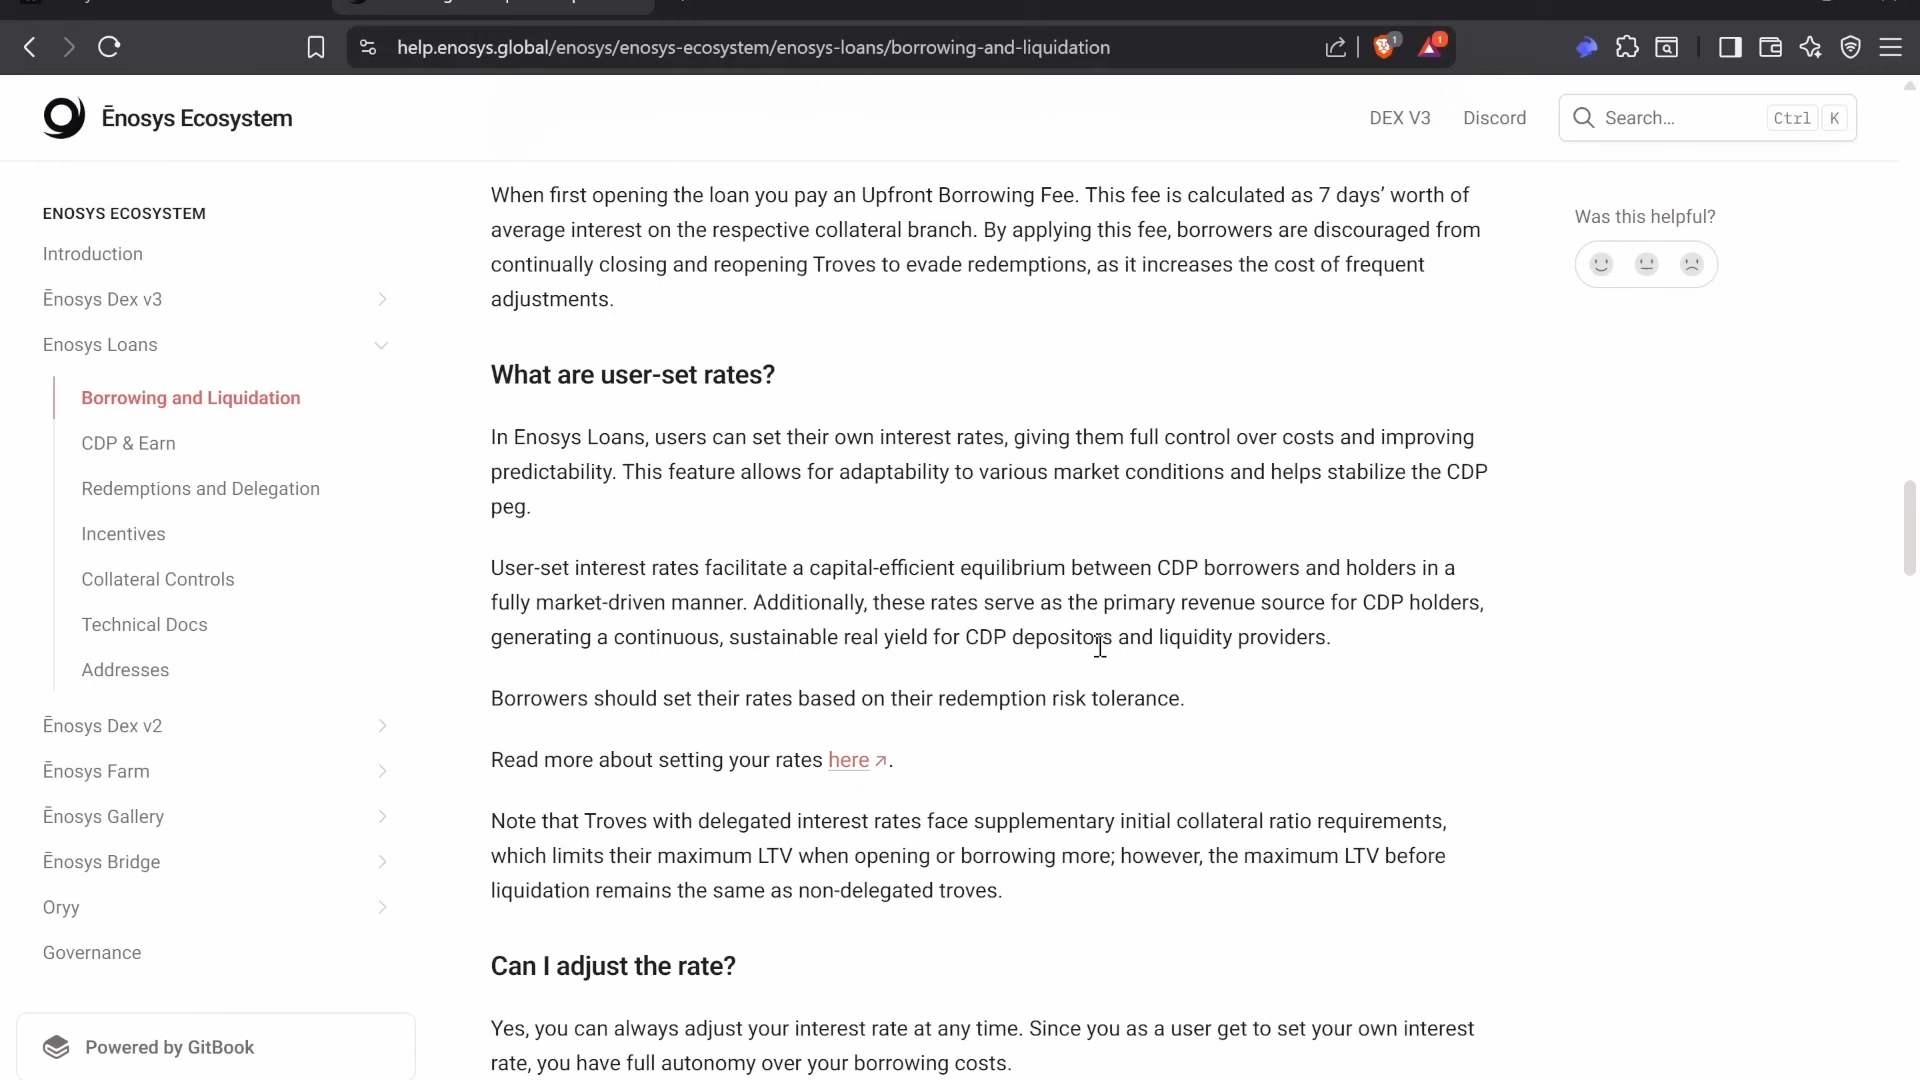 help.enosys.global/enosys/enosys-ecosystem/enosys-loans/borrowing-and-liquidation
1
1
Ēnosys Ecosystem
DEX V3
Discord
Search...
Ctrl
K
ENOSYS ECOSYSTEM
Introduction
Ēnosys Dex v3
Enosys Loans
Borrowing and Liquidation
CDP & Earn
Redemptions and Delegation
Incentives
Collateral Controls
Technical Docs
Addresses
Ēnosys Dex v2
Ēnosys Farm
Ēnosys Gallery
Ēnosys Bridge
Oryy
Governance
Powered by GitBook
When first opening the loan you pay an Upfront Borrowing Fee. This fee is calculated as 7 days’ worth of
average interest on the respective collateral branch. By applying this fee, borrowers are discouraged from
continually closing and reopening Troves to evade redemptions, as it increases the cost of frequent
adjustments.
What are user-set rates?
In Enosys Loans, users can set their own interest rates, giving them full control over costs and improving
predictability. This feature allows for adaptability to various market conditions and helps stabilize the CDP
peg.
User-set interest rates facilitate a capital-efficient equilibrium between CDP borrowers and holders in a
fully market-driven manner. Additionally, these rates serve as the primary revenue source for CDP holders,
generating a continuous, sustainable real yield for CDP depositors and liquidity providers.
Borrowers should set their rates based on their redemption risk tolerance.
Read more about setting your rates here ↗.
Note that Troves with delegated interest rates face supplementary initial collateral ratio requirements,
which limits their maximum LTV when opening or borrowing more; however, the maximum LTV before
liquidation remains the same as non-delegated troves.
Can I adjust the rate?
Yes, you can always adjust your interest rate at any time. Since you as a user get to set your own interest
rate, you have full autonomy over your borrowing costs.
Was this helpful?